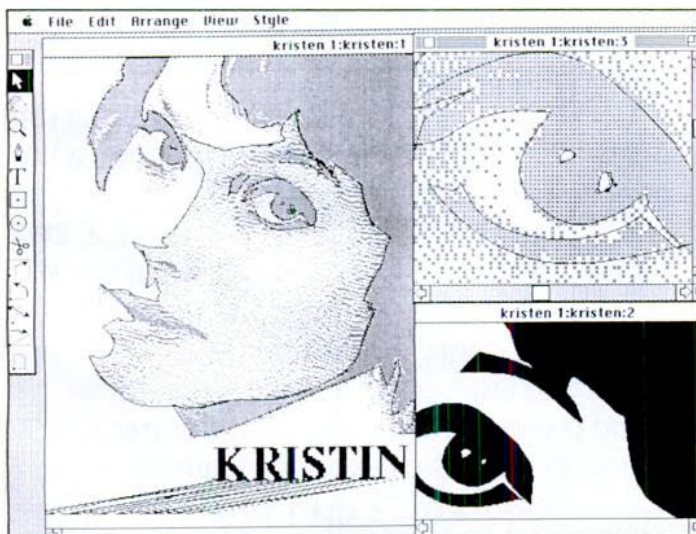 File Edit Arrange View Style
kristen 1:kristen:1
kristen 1:kristen:3
T
kristen 1:kristen:2
KRISTIN